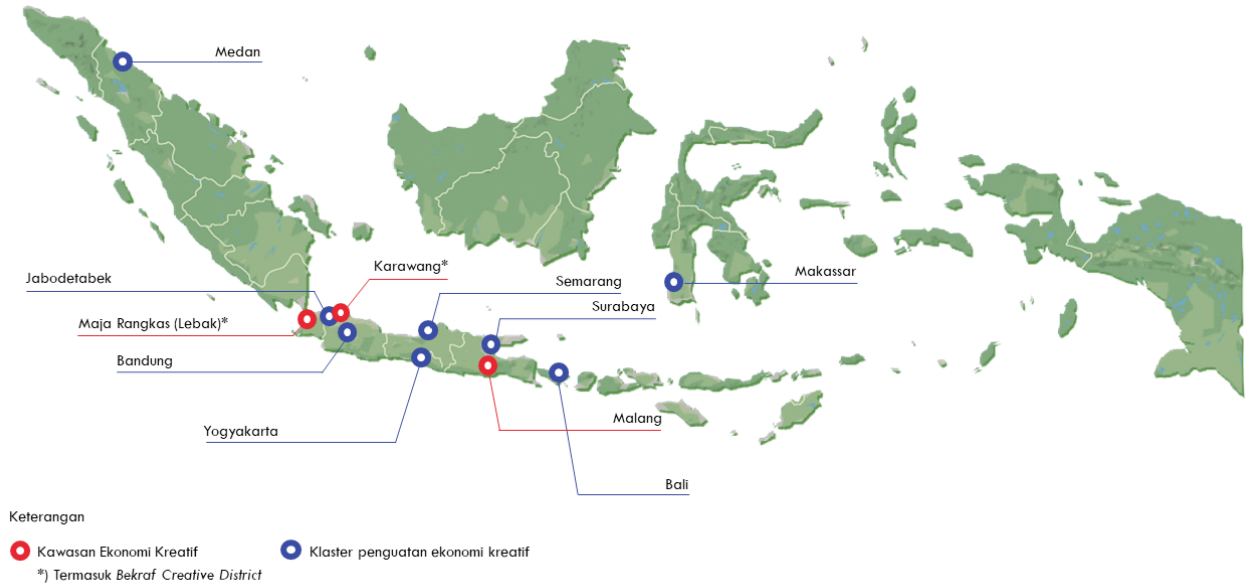 Medan
Karawang*
Jabodetabek
Semarang
Makassar
Surabaya
Maja Rangkas (Lebak)*
Bandung
Malang
Yogyakarta
Bali
Keterangan
Kawasan Ekonomi Kreatif
Klaster penguatan ekonomi kreatif
*) Termasuk Bekraf Creative District